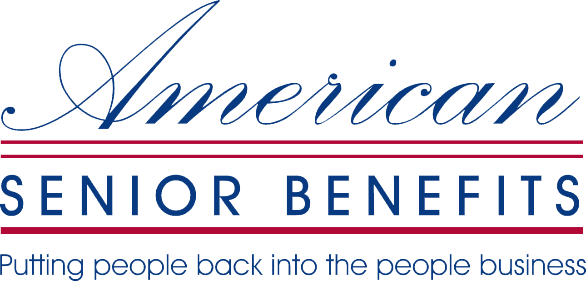 American
SENIOR BENEFITS
Putting people back into the people business